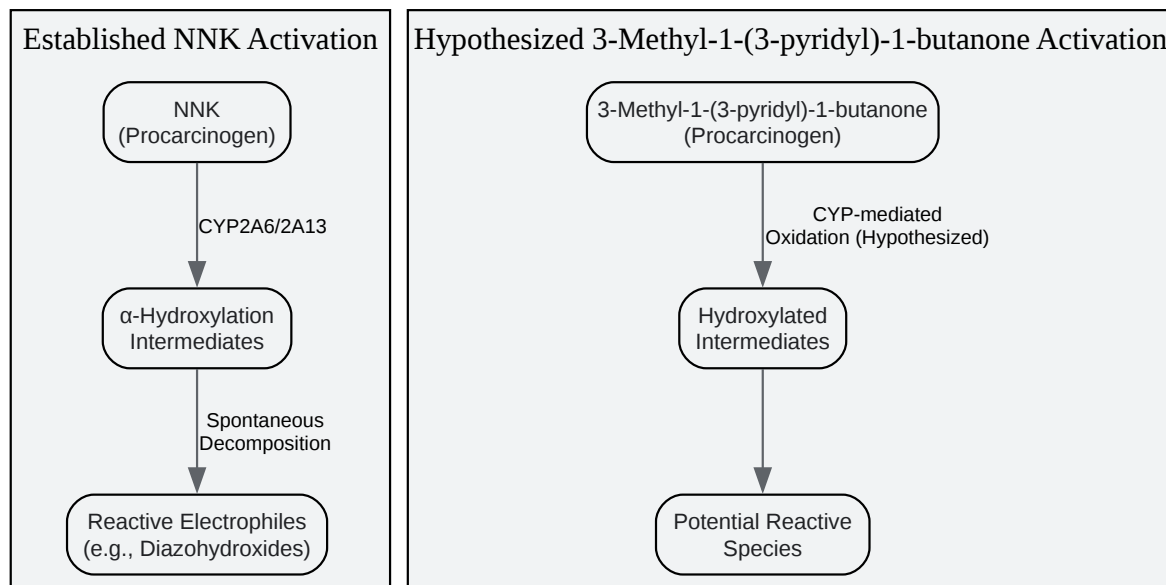 Established NNK Activation
NNK
(Procarcinogen)
CYP2A6/2A13
α-Hydroxylation
Intermediates
Spontaneous
Decomposition
Reactive Electrophiles
(e.g., Diazohydroxides)
Hypothesized 3-Methyl-1-(3-pyridyl)-1-butanone Activation
3-Methyl-1-(3-pyridyl)-1-butanone
(Procarcinogen)
CYP-mediated
Oxidation (Hypothesized)
Hydroxylated
Intermediates
Potential Reactive
Species